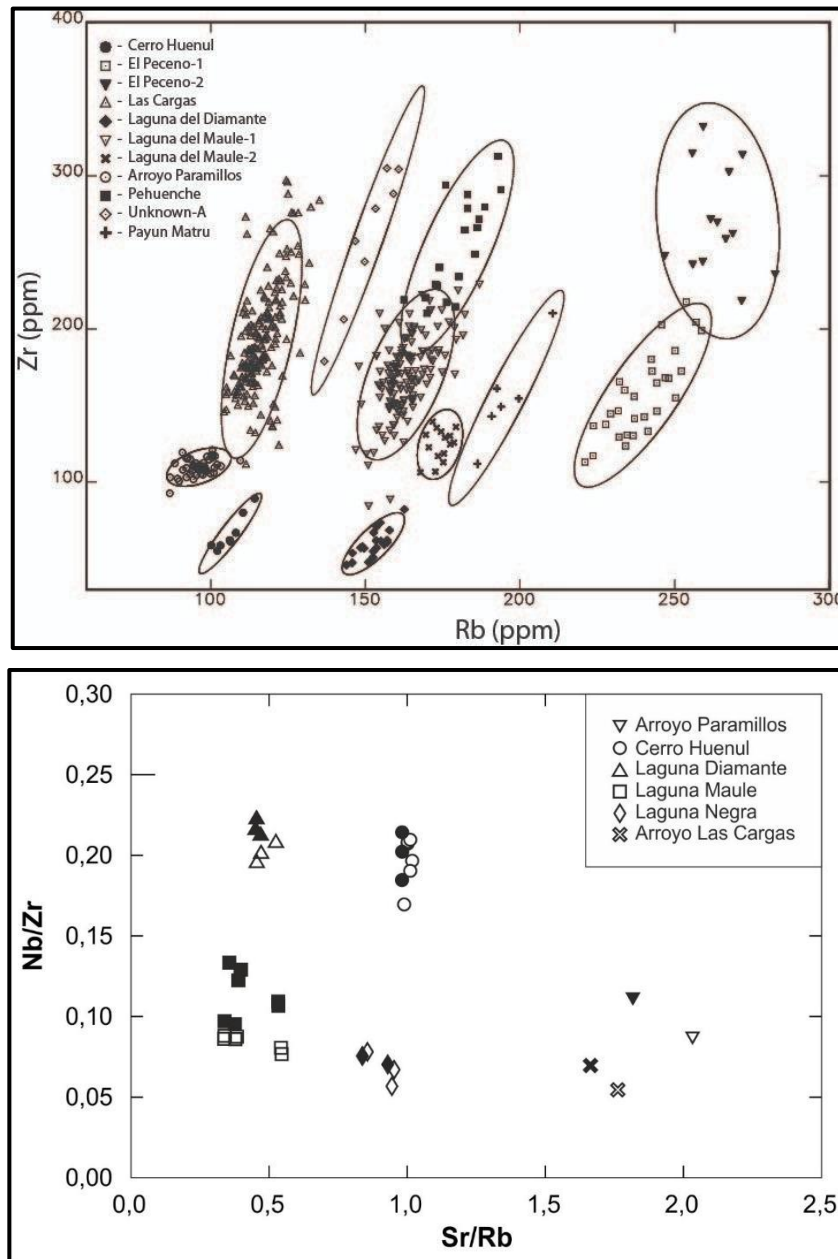 400
300
200
100
Zr (ppm)
- Cerro Huenul
- El Peceno-1
- El Peceno-2
- Las Cargas
- Laguna del Diamante
- Laguna del Maule-1
- Laguna del Maule-2
- Arroyo Paramillos
- Pehuenche
- Unknown-A
- Payun Matru
100
150
200
250
300
Rb (ppm)
0,30
0,25
0,20
0,15
0,10
0,05
0,00
Nb/Zr
Arroyo Paramillos
Cerro Huenul
Laguna Diamante
Laguna Maule
Laguna Negra
Arroyo Las Cargas
0,0
0,5
1,0
1,5
2,0
2,5
Sr/Rb